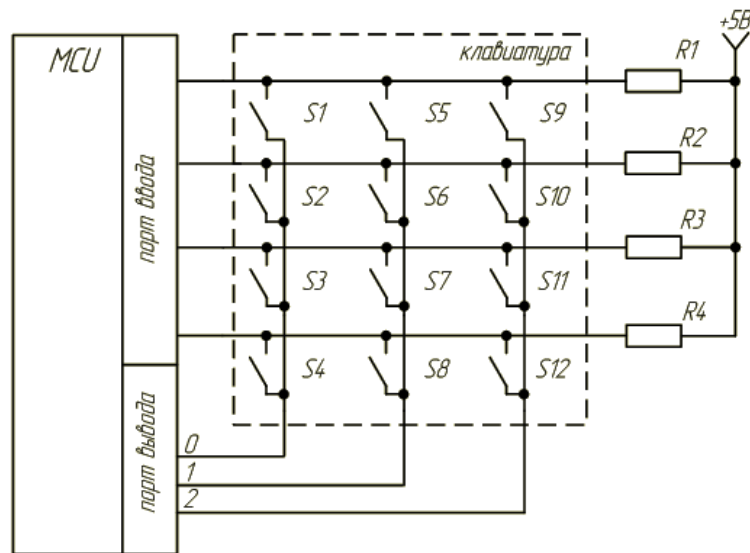 +5В
MCU
клавиатура
R1
S1 S5 S9
R2
порт ввода
S2 S6 S10
R3
S3 S7 S11
R4
S4 S8 S12
порт вывода
0
1
2